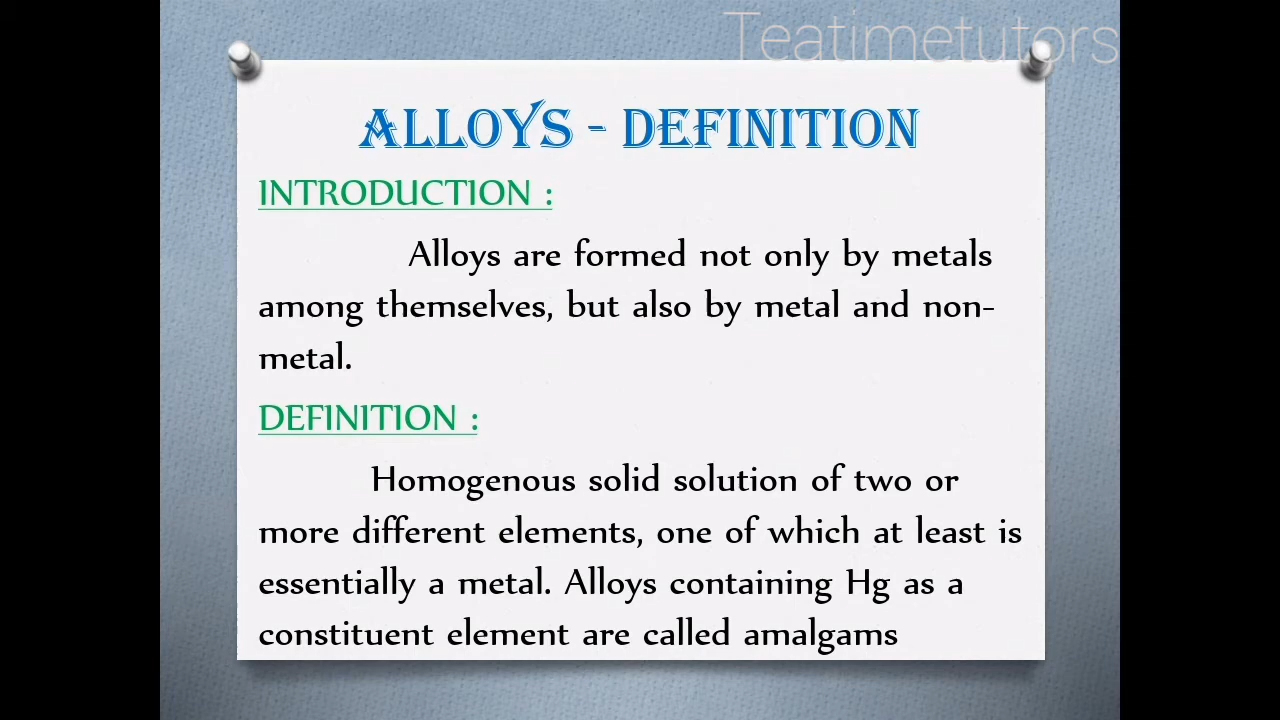 Teatimetutors
ALLOYS - DEFINITION
INTRODUCTION :
Alloys are formed not only by metals
among themselves, but also by metal and non-
metal.
DEFINITION :
Homogenous solid solution of two or
more different elements, one of which at least is
essentially a metal. Alloys containing Hg as a
constituent element are called amalgams